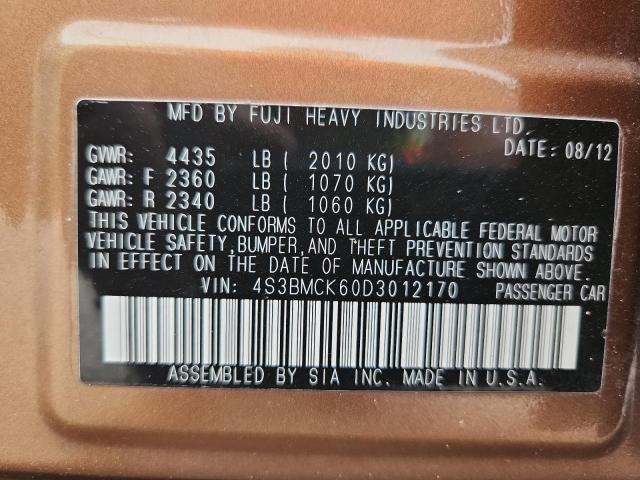 MFD BY FUJI HEAVY INDUSTRIES LTD.
DATE: 08/12
GVWR: 4435 LB ( 2010 KG)
GAWR: F 2360 LB ( 1070 KG)
GAWR: R 2340 LB ( 1060 KG)
THIS VEHICLE CONFORMS TO ALL APPLICABLE FEDERAL MOTOR
VEHICLE SAFETY, BUMPER, AND THEFT PREVENTION STANDARDS
IN EFFECT ON THE DATE OF MANUFACTURE SHOWN ABOVE.
VIN: 4S3BMCK60D3012170 PASSENGER CAR
ASSEMBLED BY SIA INC. MADE IN U.S.A.